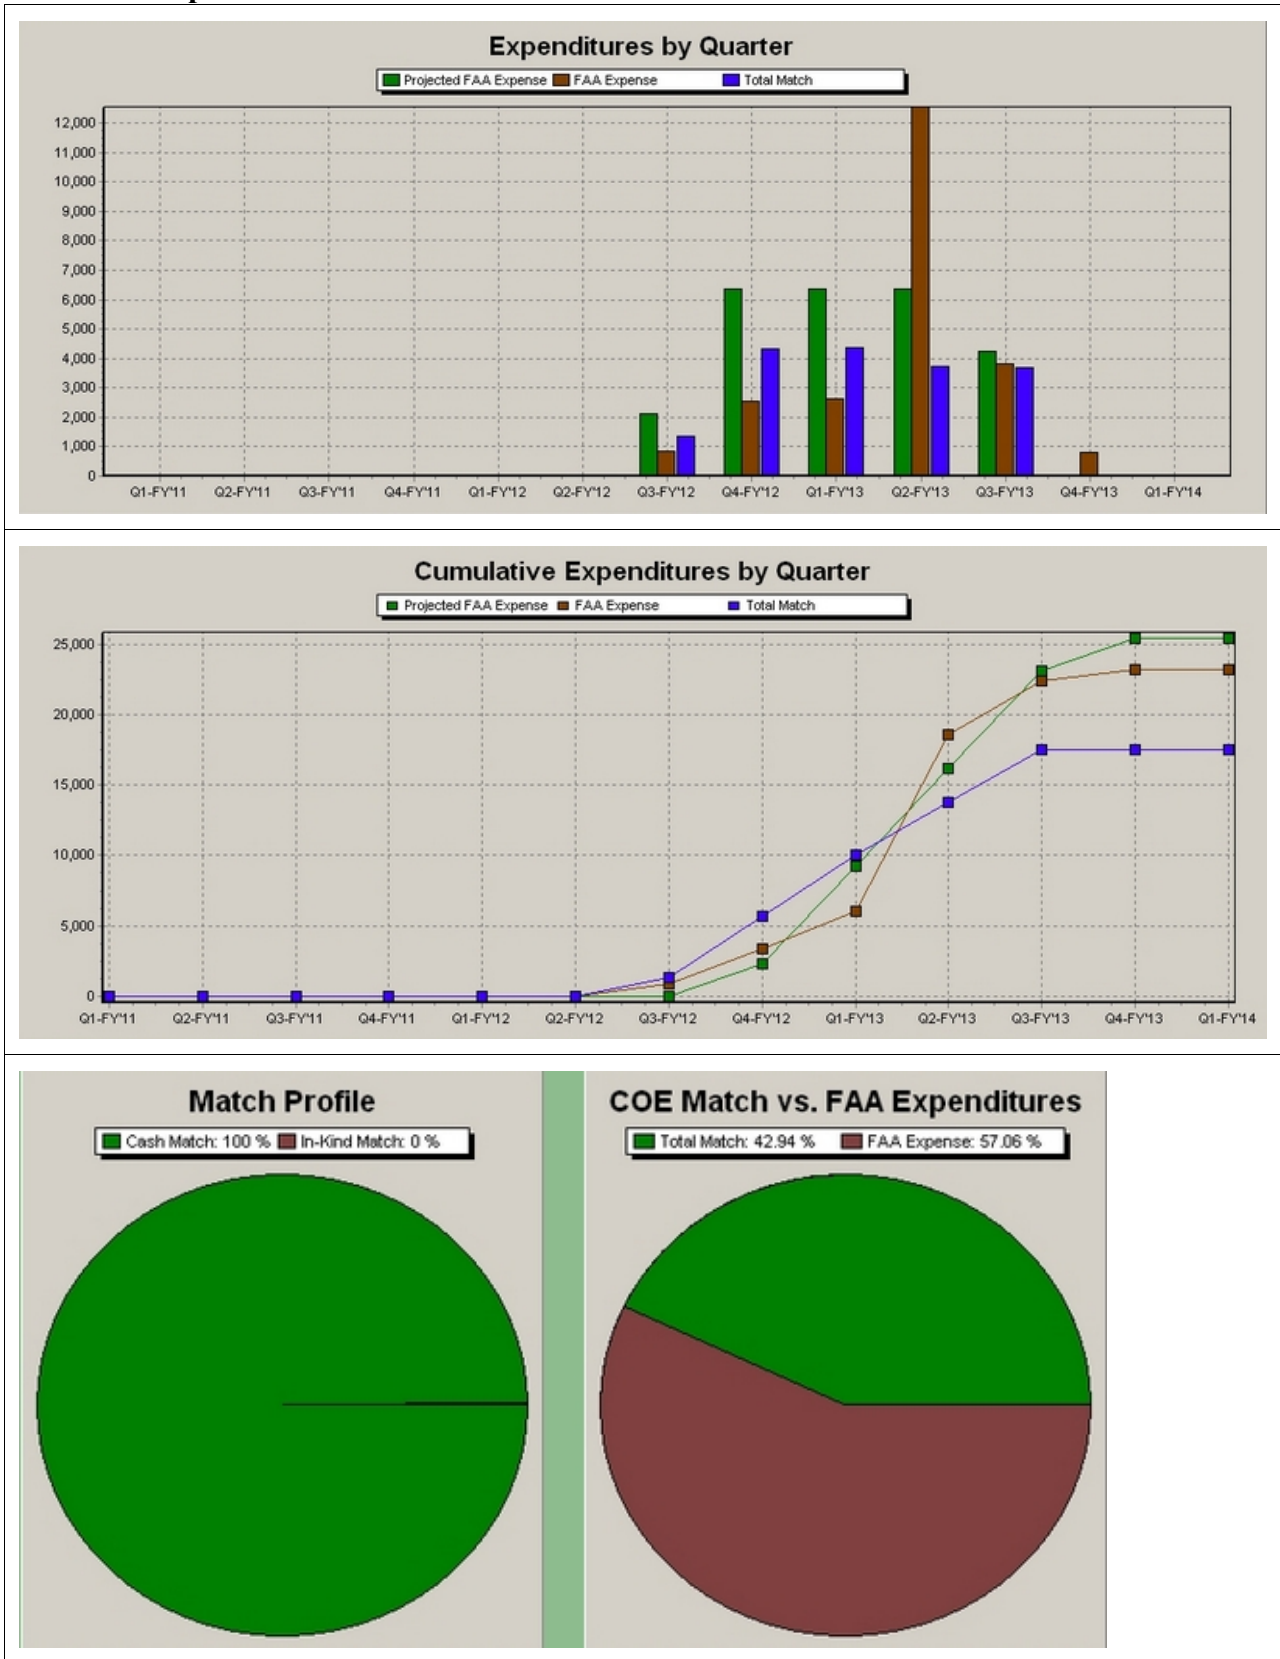 Expenditures by Quarter
Projected FAA Expense FAA Expense Total Match
12,000
11,000
10,000
9,000
8,000
7,000
6,000
5,000
4,000
3,000
2,000
1,000
0
Q1-FY'11 Q2-FY'11 Q3-FY'11 Q4-FY'11 Q1-FY'12 Q2-FY'12 Q3-FY'12 Q4-FY'12 Q1-FY'13 Q2-FY'13 Q3-FY'13 Q4-FY'13 Q1-FY'14
Cumulative Expenditures by Quarter
Projected FAA Expense FAA Expense Total Match
25,000
20,000
15,000
10,000
5,000
0
Q1-FY'11 Q2-FY'11 Q3-FY'11 Q4-FY'11 Q1-FY'12 Q2-FY'12 Q3-FY'12 Q4-FY'12 Q1-FY'13 Q2-FY'13 Q3-FY'13 Q4-FY'13 Q1-FY'14
Match Profile
Cash Match: 100 % In-Kind Match: 0 %
COE Match vs. FAA Expenditures
Total Match: 42.94 % FAA Expense: 57.06 %